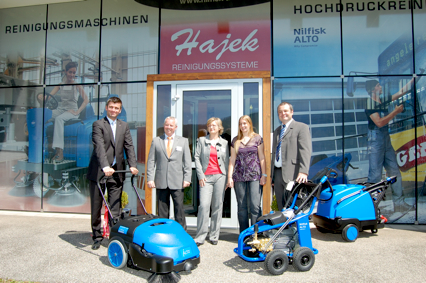 REINIGUNGSMASCHINEN
HOCHDRUCKREIN
Hajek
REINIGUNGSSYSTEME
Nilfisk
ALTO